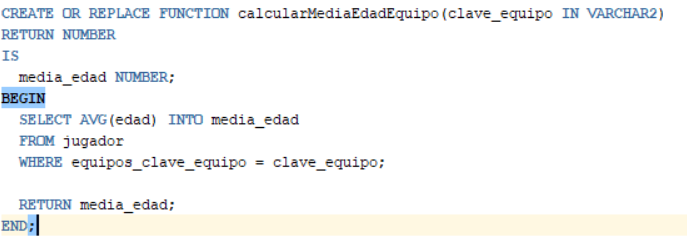 CREATE OR REPLACE FUNCTION calcularMediaEdadEquipo(clave_equipo IN VARCHAR2)
RETURN NUMBER
IS
media_edad NUMBER;
BEGIN
SELECT AVG(edad) INTO media_edad
FROM jugador
WHERE equipos_clave_equipo = clave_equipo;
RETURN media_edad;
END;